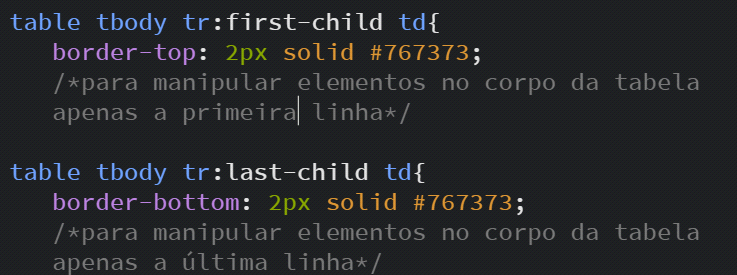 table tbody tr:first-child td{
border-top: 2px solid #767373;
/*para manipular elementos no corpo da tabela
apenas a primeira linha*/
table tbody tr:last-child td{
border-bottom: 2px solid #767373;
/*para manipular elementos no corpo da tabela
apenas a última linha*/